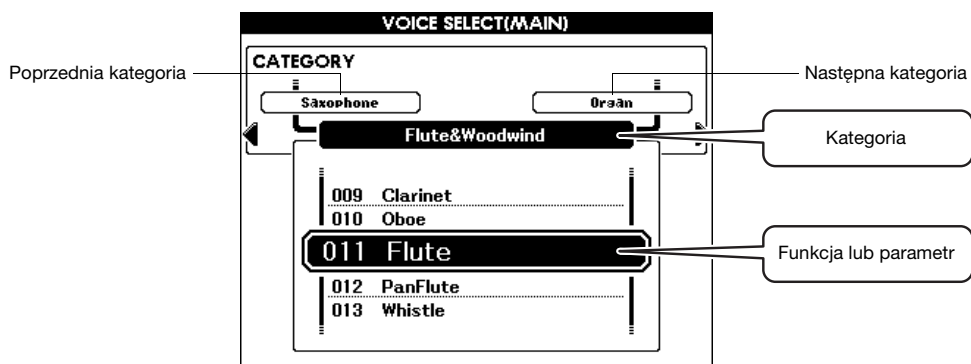 VOICE SELECT(MAIN)
CATEGORY
Poprzednia kategoria
Następna kategoria
Saxophone
Organ
Flute&Woodwind
Kategoria
009 Clarinet
010 Oboe
011 Flute
Funkcja lub parametr
012 PanFlute
013 Whistle